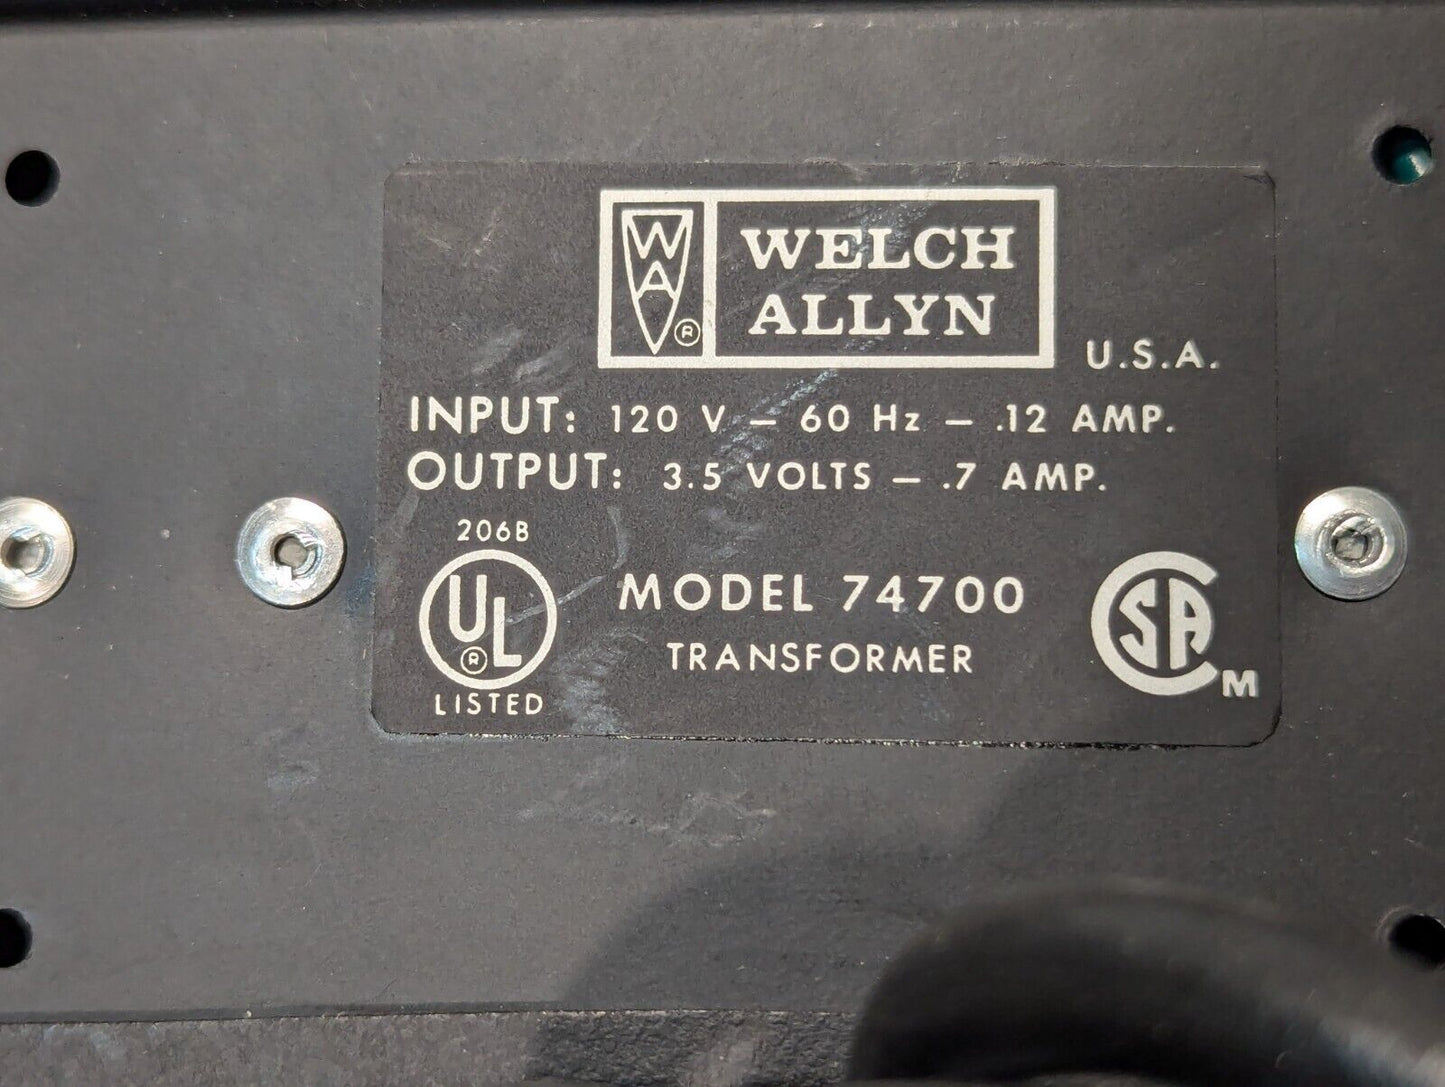 WA ®
WELCH
ALLYN
U.S.A.
INPUT: 120 V — 60 Hz — .12 AMP.
OUTPUT: 3.5 VOLTS — .7 AMP.
206B
UL ®
LISTED
MODEL 74700
TRANSFORMER
CSA
M